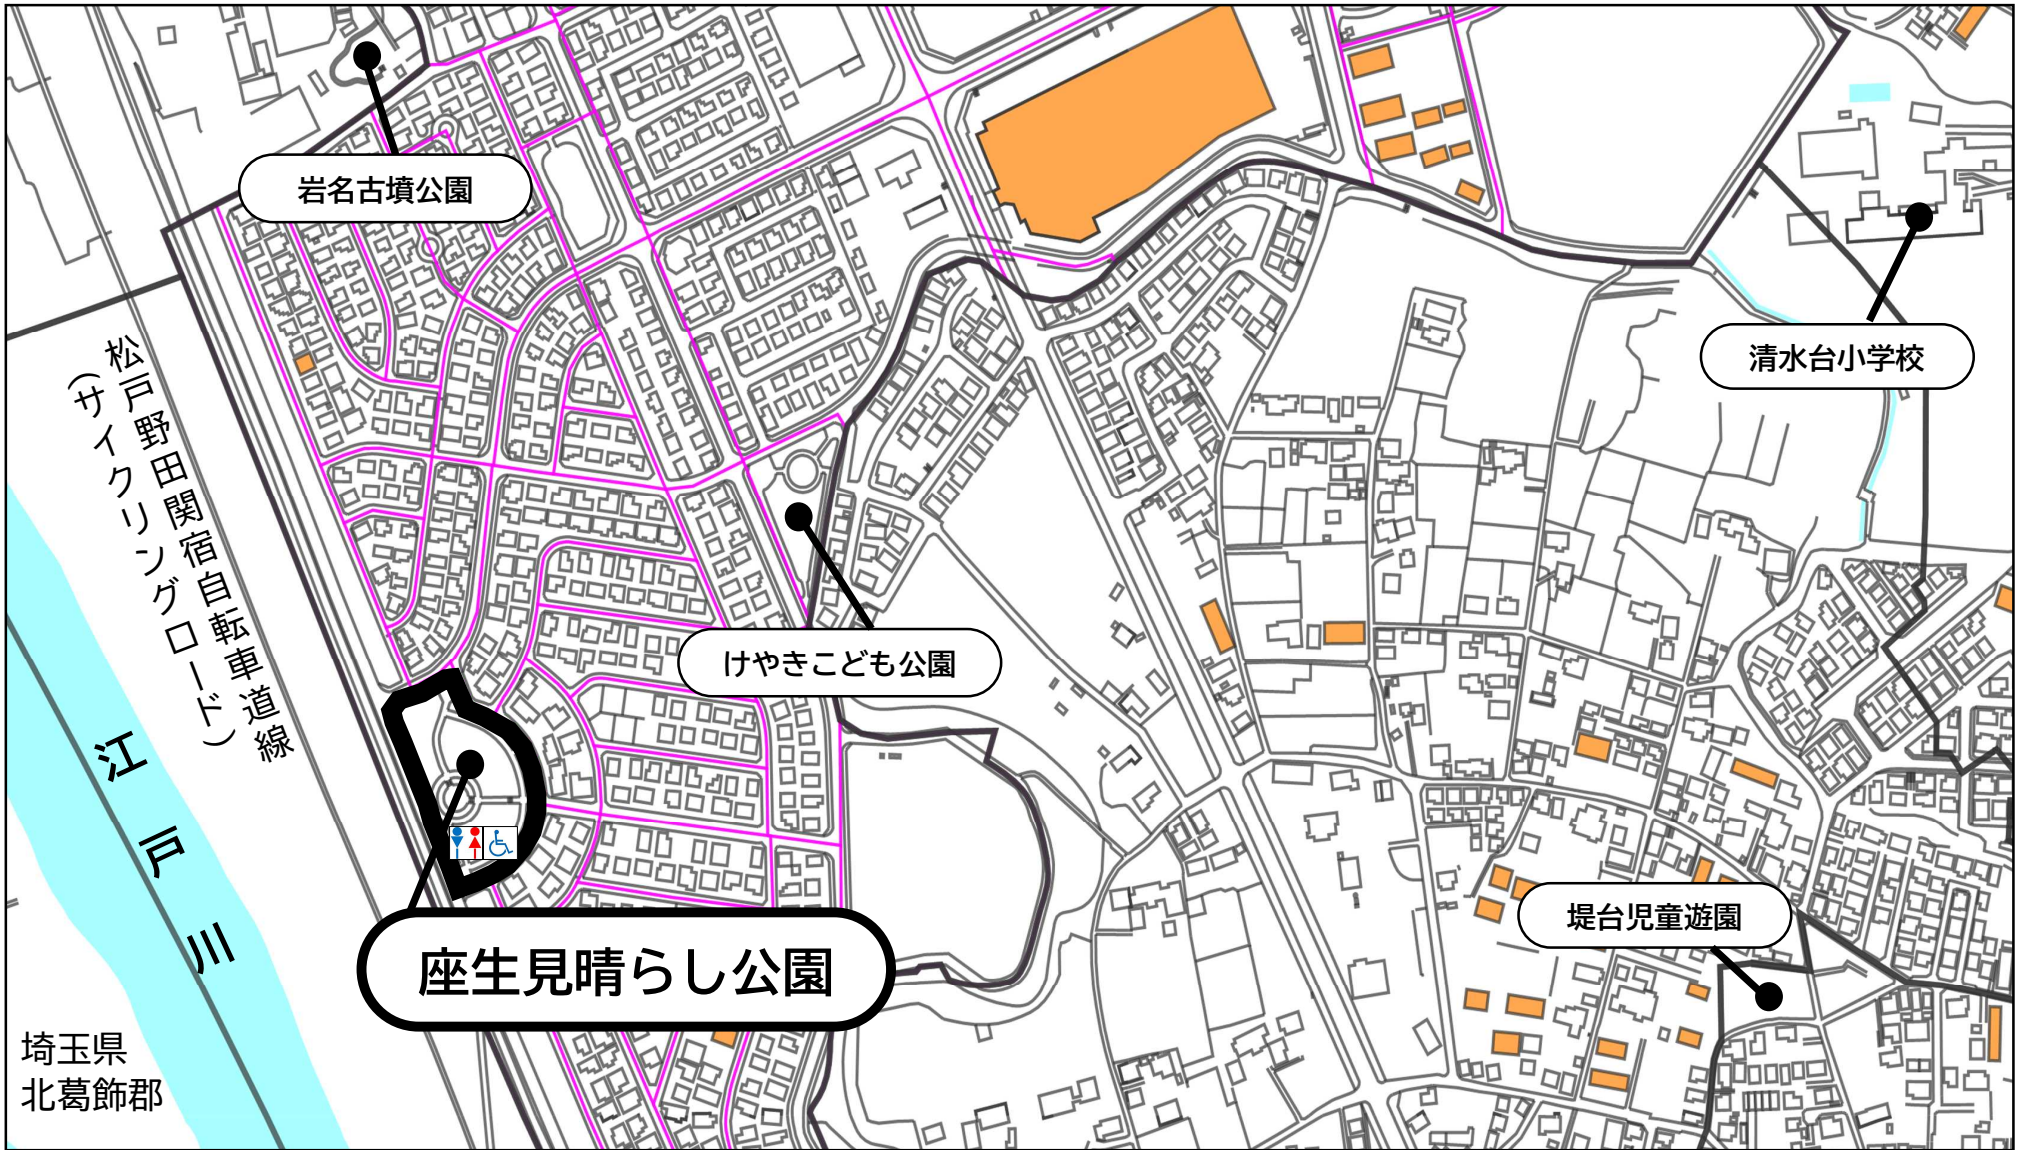 岩名古墳公園
清水台小学校
松戸野田関宿自転車道線
(サイクリングロード)
けやきこども公園
江戸川
堤台児童遊園
座生見晴らし公園
埼玉県
北葛飾郡